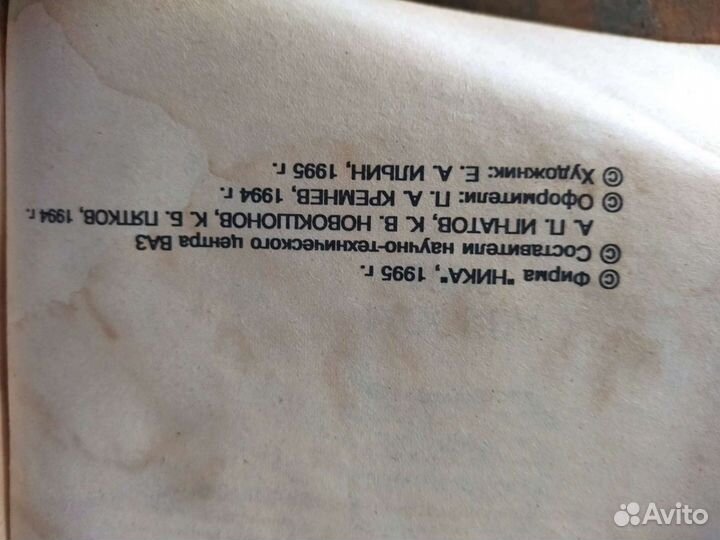 © Фирма "НИКА", 1995 г.
© Составители научно-технического центра ВАЗ
А. П. ИГНАТОВ, К. В. НОВОКШОНОВ, К. Б. ПЯТКОВ, 1994 г.
© Оформители: П. А. КРЕМНЕВ, 1994 г.
© Художник: Е. А. ИЛЬИН, 1995 г.
Avito